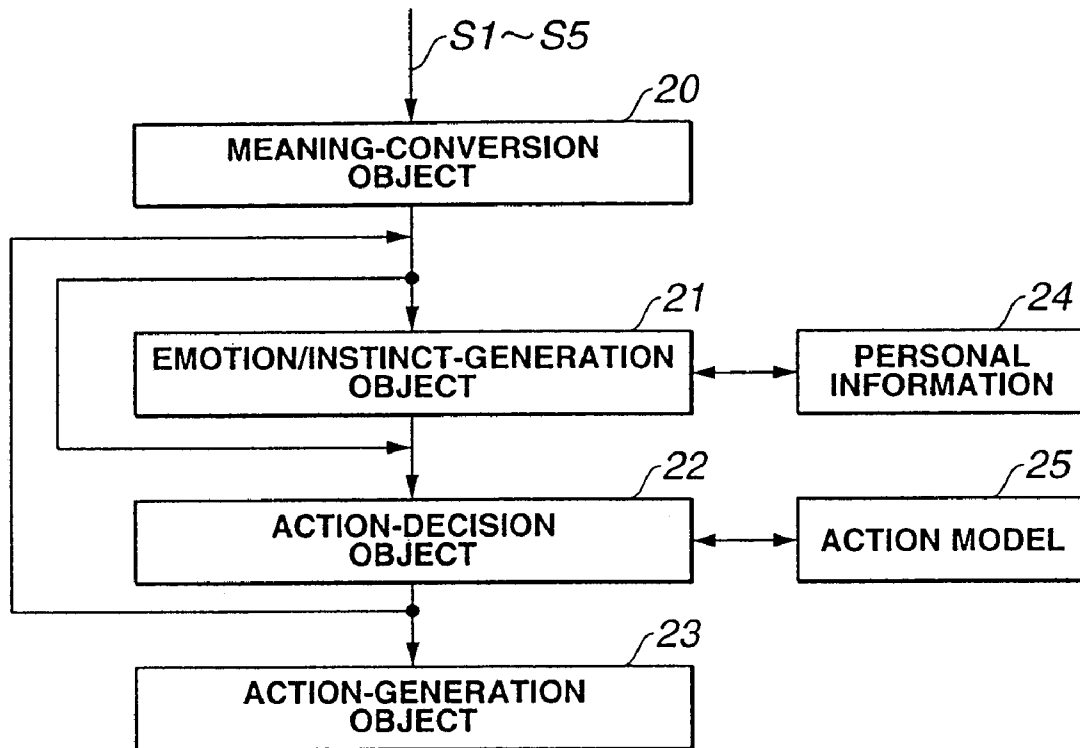 S1~S5
20
MEANING-CONVERSION
OBJECT
21
EMOTION/INSTINCT-GENERATION
OBJECT
24
PERSONAL
INFORMATION
22
ACTION-DECISION
OBJECT
25
ACTION MODEL
23
ACTION-GENERATION
OBJECT